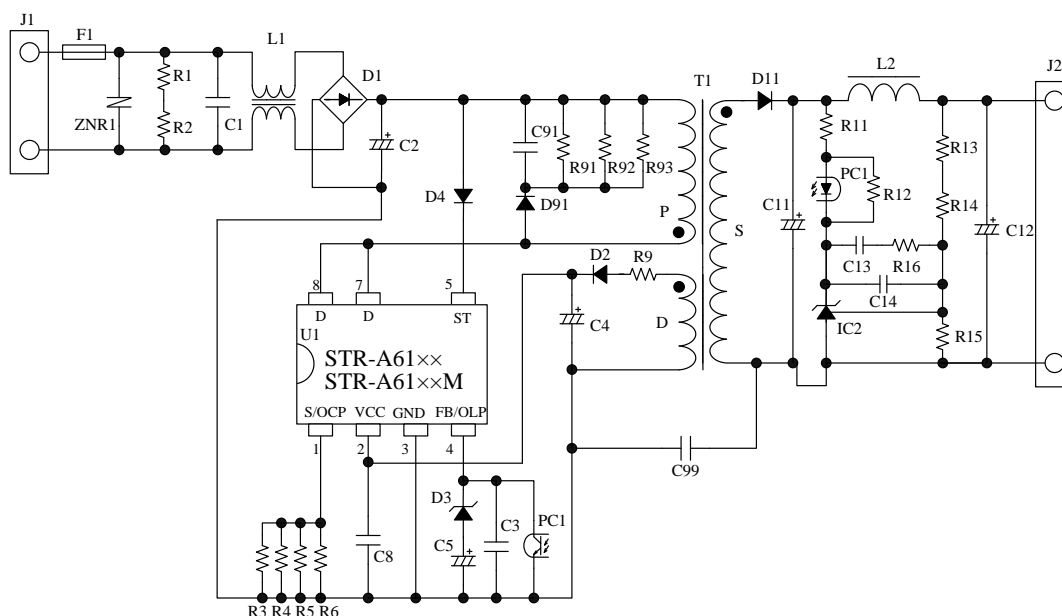 J1
F1
L1
D1
R1
R2
ZNR1
C1
C2
D4
C91
R91
R92
R93
D91
T1
P
S
D
D11
L2
J2
R11
PC1
R12
R13
R14
C11
C12
C13
R16
C14
IC2
R15
D2
R9
C4
8
7
5
D
D
ST
U1
STR-A61××
STR-A61××M
S/OCP
VCC
GND
FB/OLP
1
2
3
4
C99
D3
C5
C3
PC1
C8
R3
R4
R5
R6